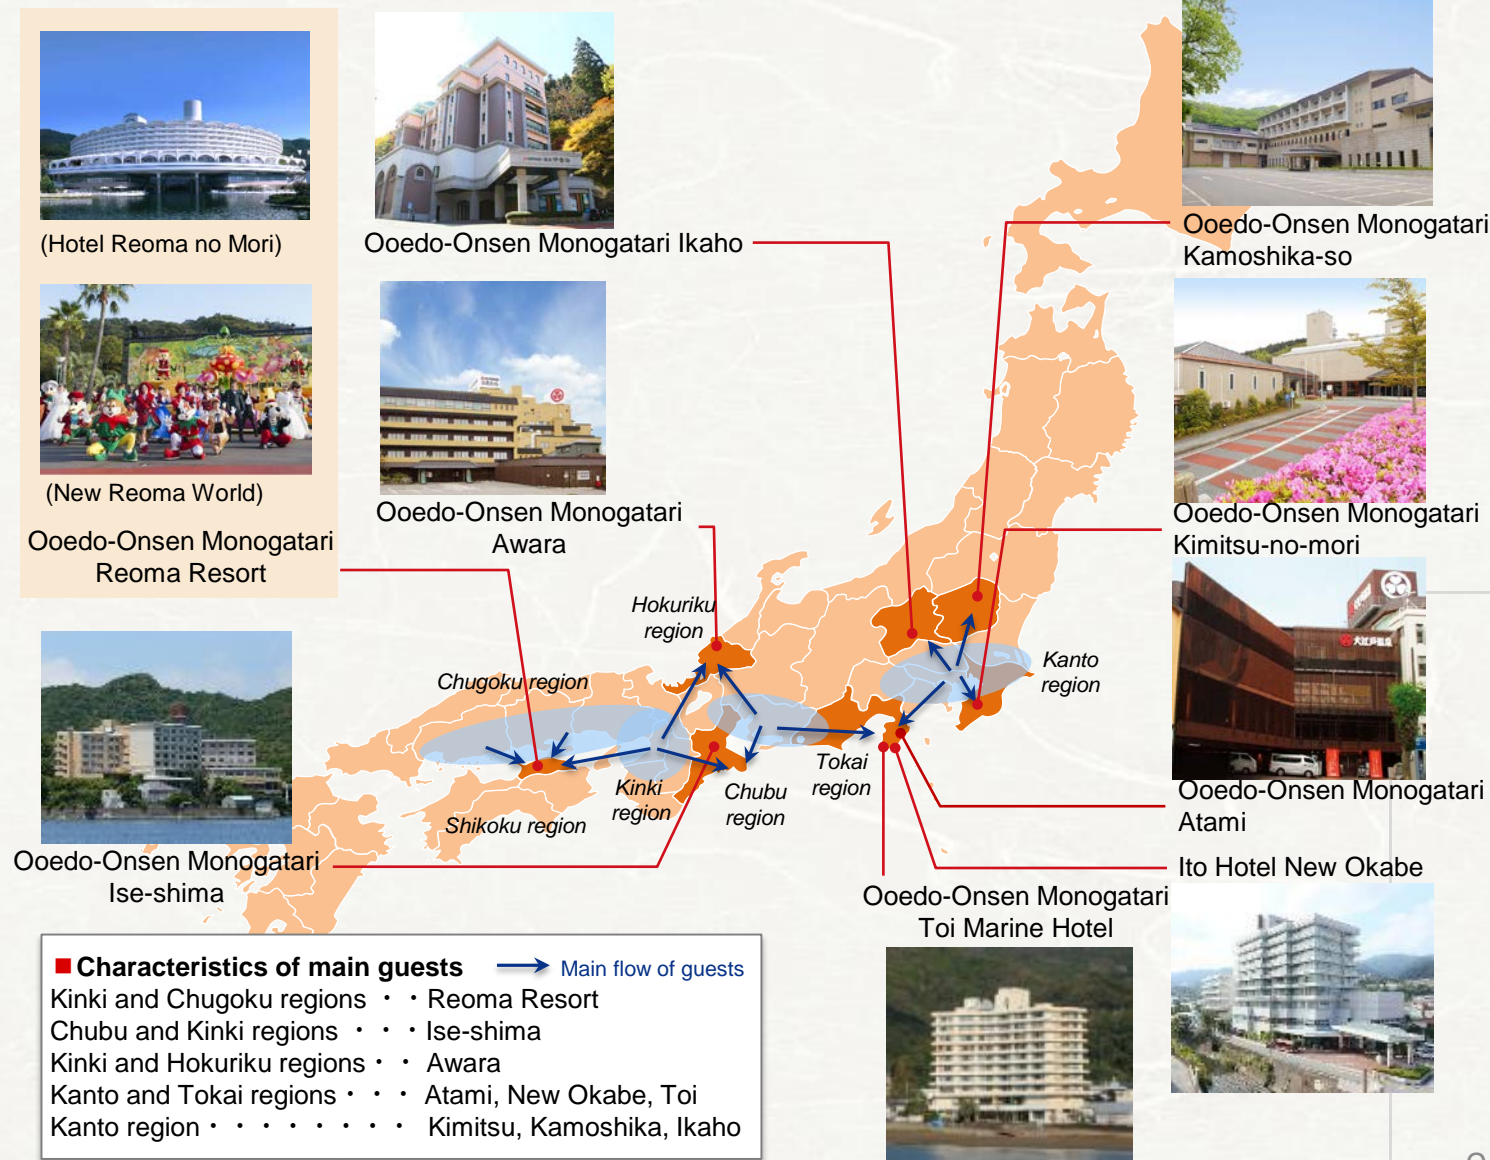 (Hotel Reoma no Mori)
(New Reoma World)
Ooedo-Onsen Monogatari
Reoma Resort
Ooedo-Onsen Monogatari Ikaho
Ooedo-Onsen Monogatari
Awara
Ooedo-Onsen Monogatari
Kamoshika-so
Ooedo-Onsen Monogatari
Kimitsu-no-mori
大江戸温泉
Ooedo-Onsen Monogatari
Atami
Ito Hotel New Okabe
Ooedo-Onsen Monogatari
Toi Marine Hotel
Ooedo-Onsen Monogatari
Ise-shima
Hokuriku
region
Chugoku region
Kanto
region
Kinki
region
Chubu
region
Tokai
region
Shikoku region
■ Characteristics of main guests
Main flow of guests
Kinki and Chugoku regions ・・ Reoma Resort
Chubu and Kinki regions ・・・ Ise-shima
Kinki and Hokuriku regions ・・ Awara
Kanto and Tokai regions ・・・ Atami, New Okabe, Toi
Kanto region ・・・・・・・・ Kimitsu, Kamoshika, Ikaho